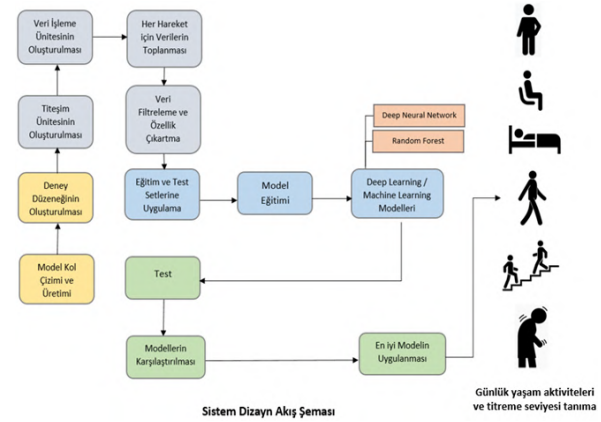 Veri İşleme
Ünitesinin
Oluşturulması
Her Hareket
için Verilerin
Toplanması
Titeşim
Ünitesinin
Oluşturulması
Veri
Filtreleme ve
Özellik
Çıkartma
Deep Neural Network
Random Forest
Deney
Düzeneğinin
Oluşturulması
Eğitim ve Test
Setlerine
Uygulama
Model
Eğitimi
Deep Learning /
Machine Learning
Modelleri
Model Kol
Çizimi ve
Üretimi
Test
Modellerin
Karşılaştırılması
En iyi Modelin
Uygulanması
Günlük yaşam aktiviteleri
ve titreme seviyesi tanıma
Sistem Dizayn Akış Şeması